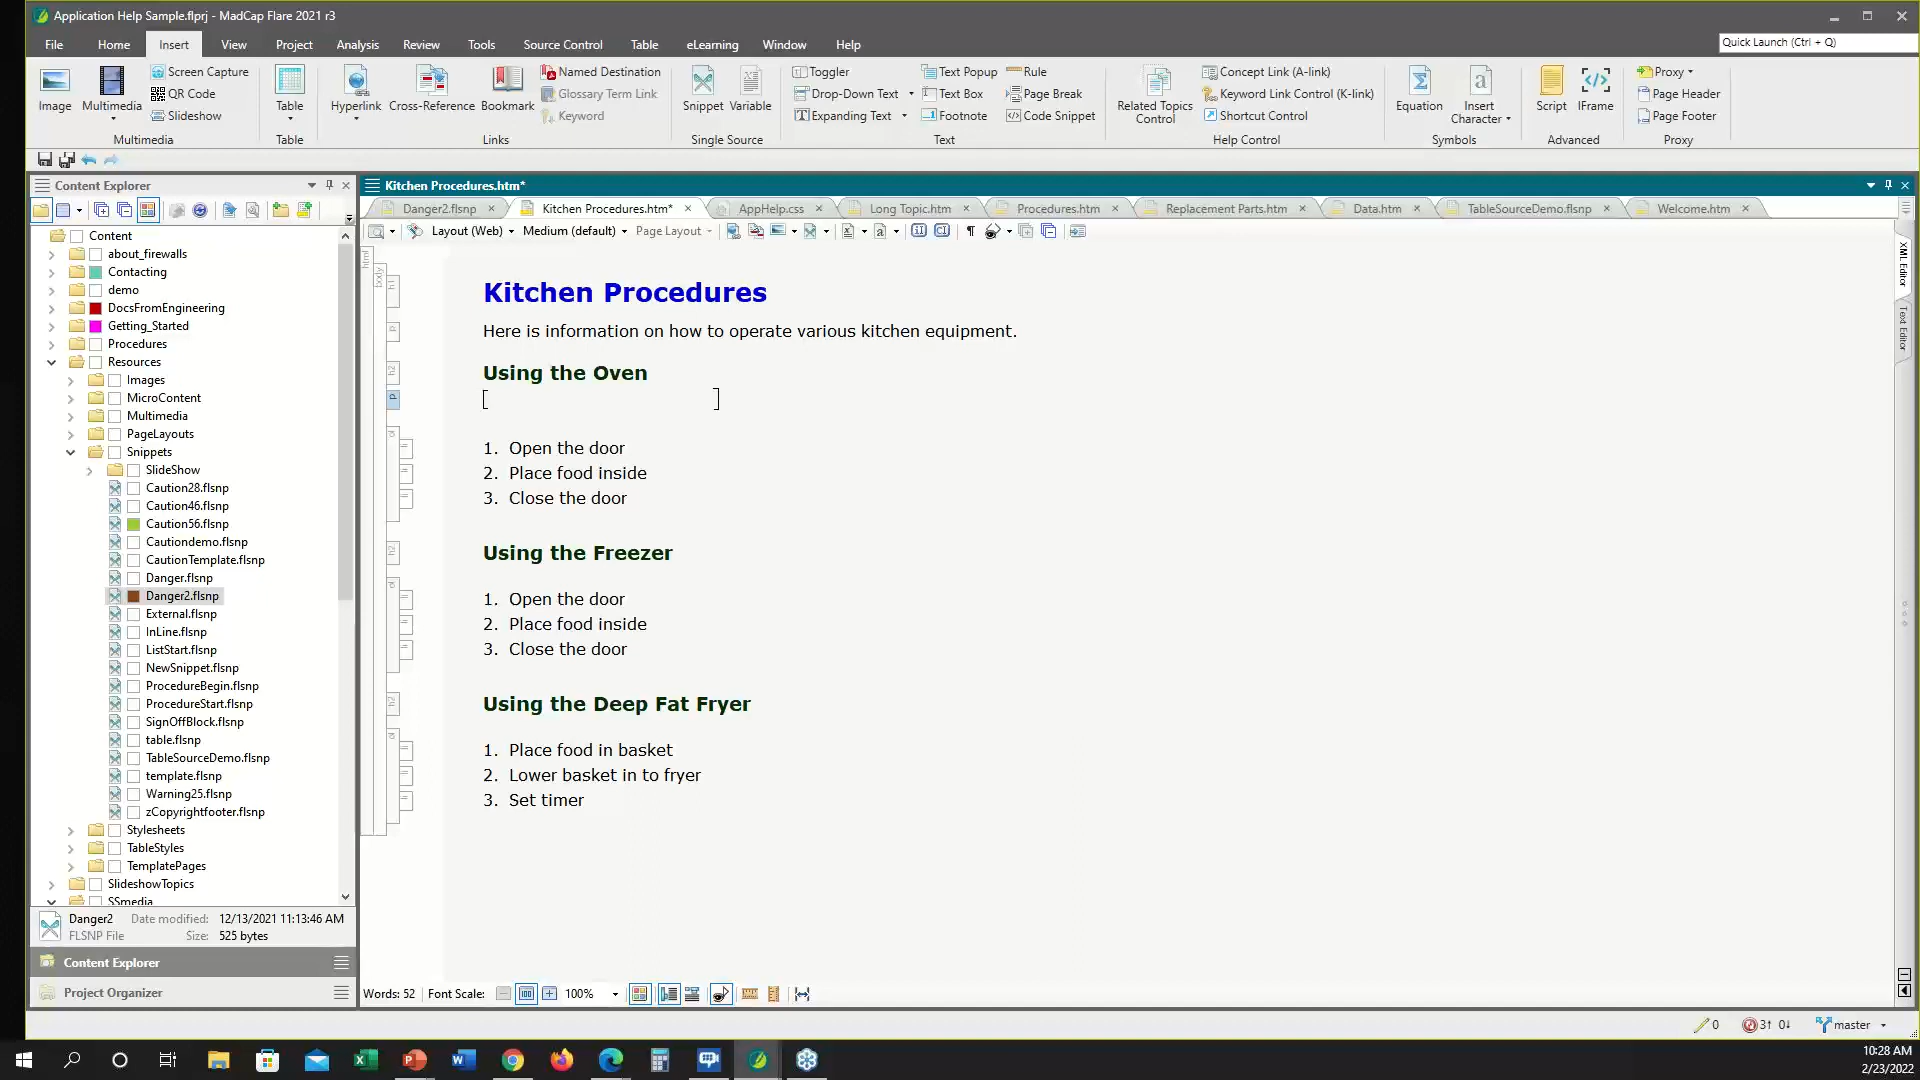 Application Help Sample.flprj - MadCap Flare 2021 r3
File Home Insert View Project Analysis Review Tools Source Control Table eLearning Window Help
Quick Launch (Ctrl + Q)
Image
Multimedia
Screen Capture
QR Code
Slideshow
Multimedia
Table
Table
Hyperlink
Cross-Reference
Bookmark
Named Destination
Glossary Term Link
Keyword
Links
Snippet
Variable
Single Source
Toggler
Drop-Down Text
Expanding Text
Text Popup
Text Box
Footnote
Rule
Page Break
Code Snippet
Text
Related Topics
Control
Concept Link (A-link)
Keyword Link Control (K-link)
Shortcut Control
Help Control
Equation
Insert
Character
Symbols
Script
IFrame
Advanced
Proxy
Page Header
Page Footer
Proxy
Content Explorer
Content
about_firewalls
Contacting
demo
DocsFromEngineering
Getting_Started
Procedures
Resources
Images
MicroContent
Multimedia
PageLayouts
Snippets
SlideShow
Caution28.flsnp
Caution46.flsnp
Caution56.flsnp
Cautiondemo.flsnp
CautionTemplate.flsnp
Danger.flsnp
Danger2.flsnp
External.flsnp
InLine.flsnp
ListStart.flsnp
NewSnippet.flsnp
ProcedureBegin.flsnp
ProcedureStart.flsnp
SignOffBlock.flsnp
table.flsnp
TableSourceDemo.flsnp
template.flsnp
Warning25.flsnp
zCopyrightfooter.flsnp
Stylesheets
TableStyles
TemplatePages
SlideshowTopics
SSmedia
Danger2 Date modified: 12/13/2021 11:13:46 AM
FLSNP File Size: 525 bytes
Content Explorer
Project Organizer
Kitchen Procedures.htm*
Danger2.flsnp Kitchen Procedures.htm* AppHelp.css Long Topic.htm Procedures.htm Replacement Parts.htm Data.htm TableSourceDemo.flsnp Welcome.htm
Layout (Web) Medium (default) Page Layout
html
body
h1
p
h2
p
ol
h2
ol
h2
ol
Kitchen Procedures
Here is information on how to operate various kitchen equipment.
Using the Oven
[ ]
1. Open the door
2. Place food inside
3. Close the door
Using the Freezer
1. Open the door
2. Place food inside
3. Close the door
Using the Deep Fat Fryer
1. Place food in basket
2. Lower basket in to fryer
3. Set timer
XML Editor
Text Editor
Words: 52 Font Scale: 100%
0 3↑ 0↓ master
10:28 AM
2/23/2022